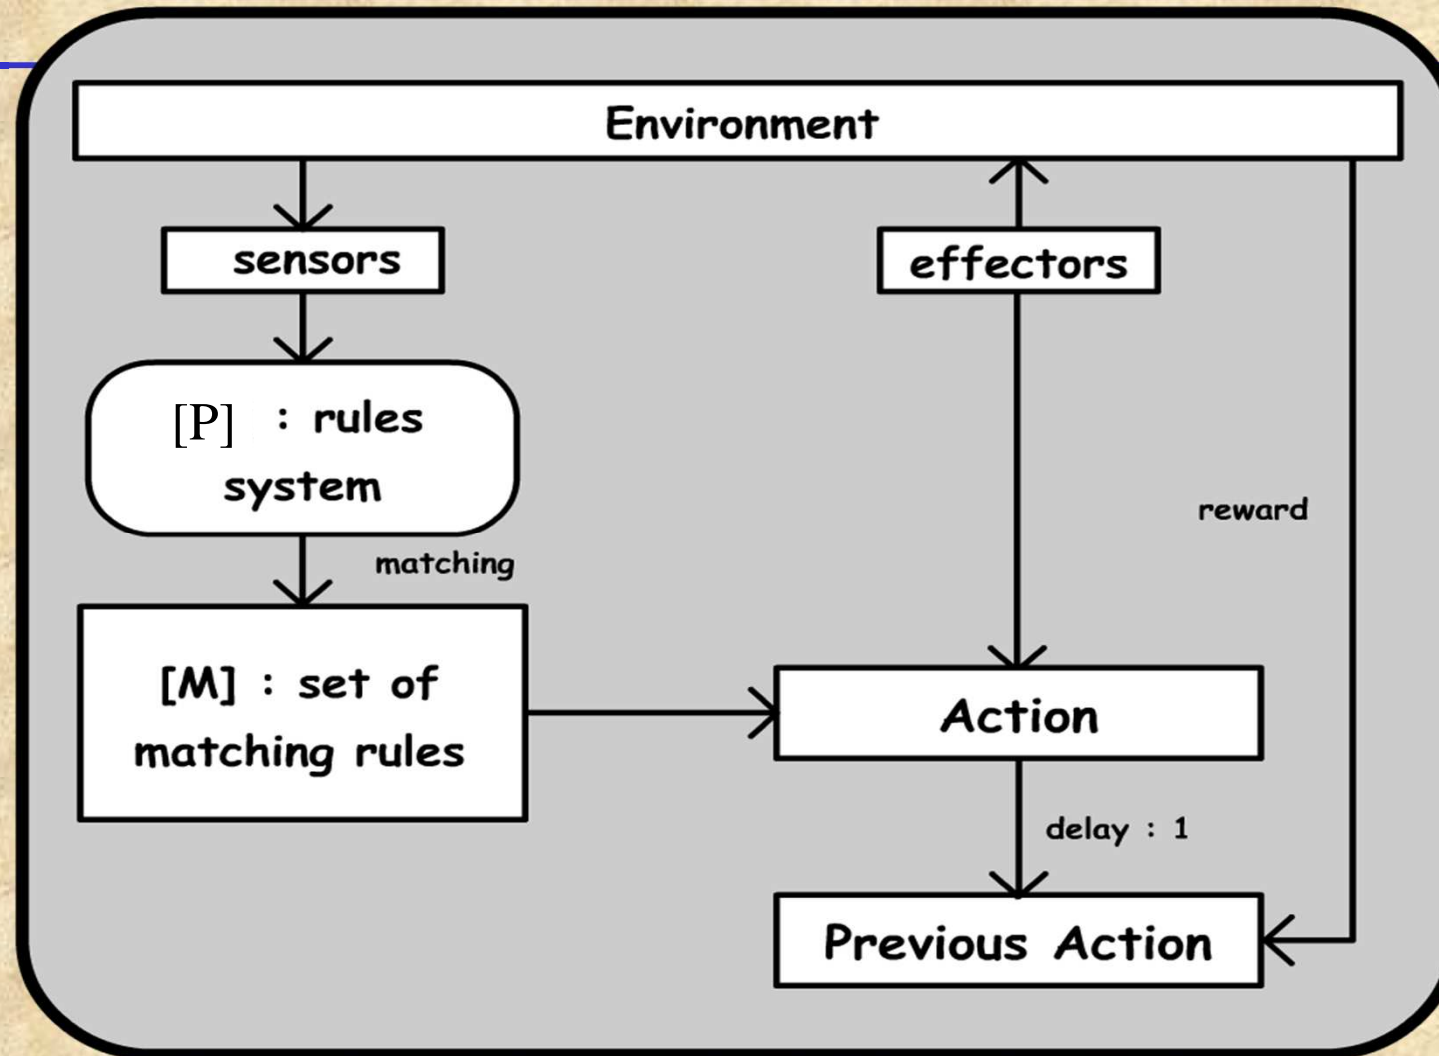 Environment
sensors
effectors
[P] : rules
system
reward
matching
[M] : set of
matching rules
Action
delay : 1
Previous Action